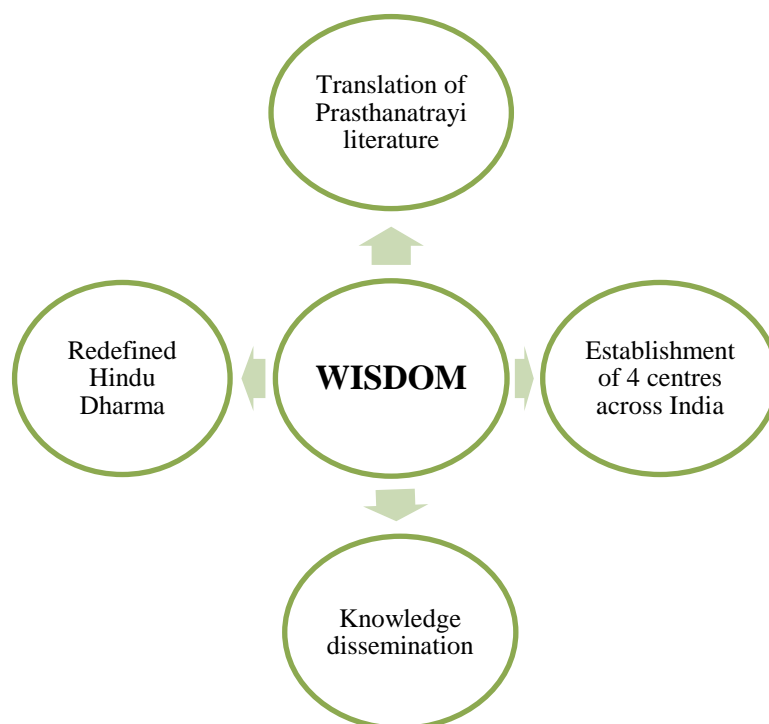 Translation of
Prasthanatrayi
literature
Redefined
Hindu
Dharma
WISDOM
Establishment
of 4 centres
across India
Knowledge
dissemination